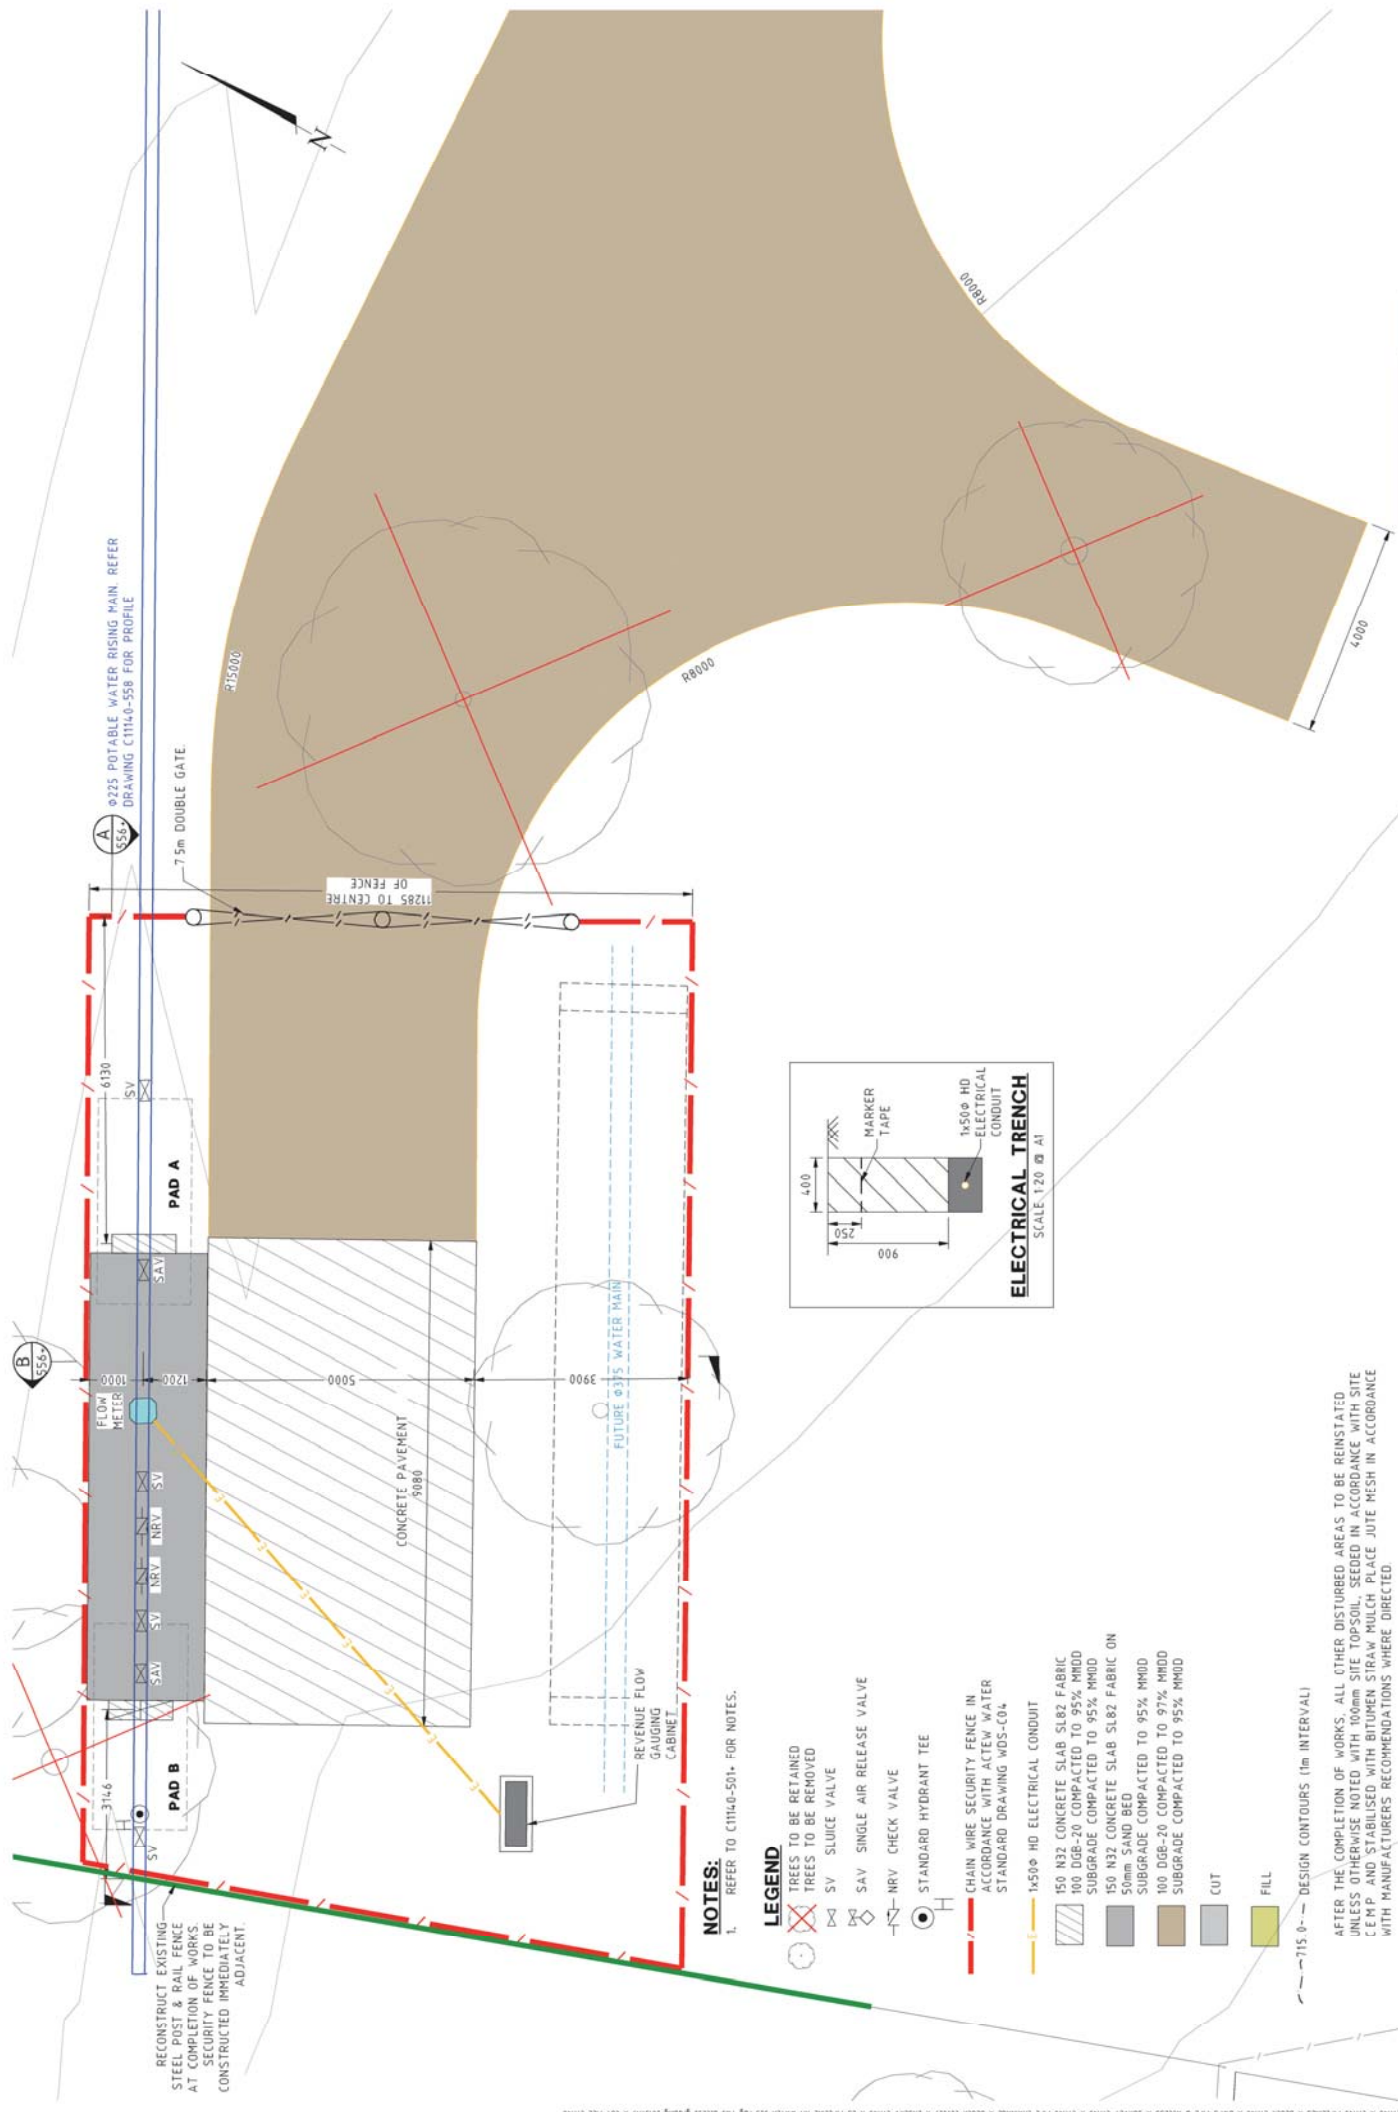 Φ225 POTABLE WATER RISING MAIN. REFER
DRAWING C11140-558 FOR PROFILE
A
556
7.5m DOUBLE GATE.
R15000
R8000
R8000
4000
N
11285 TO CENTRE
OF FENCE
6130
SV
PAD A
SAV
B
556
FLOW
METER
1000
1200
5000
3900
SV
NRV
NRV
SV
SAV
CONCRETE PAVEMENT
9080
FUTURE Φ375 WATER MAIN
3146
PAD B
H
SV
REVENUE FLOW
GAUGING
CABINET
RECONSTRUCT EXISTING
STEEL POST & RAIL FENCE
AT COMPLETION OF WORKS.
SECURITY FENCE TO BE
CONSTRUCTED IMMEDIATELY
ADJACENT.
400
250
900
MARKER
TAPE
1x50Φ HD
ELECTRICAL
CONDUIT
ELECTRICAL TRENCH
SCALE 1:20 @ A1
NOTES:
1. REFER TO C11140-501 FOR NOTES.
LEGEND
TREES TO BE RETAINED
TREES TO BE REMOVED
SV SLUICE VALVE
SAV SINGLE AIR RELEASE VALVE
NRV CHECK VALVE
H STANDARD HYDRANT TEE
CHAIN WIRE SECURITY FENCE IN
ACCORDANCE WITH ACTEW WATER
STANDARD DRAWING WDS-C04
E 1x50Φ HD ELECTRICAL CONDUIT
150 N32 CONCRETE SLAB SL82 FABRIC
100 DGB-20 COMPACTED TO 95% MMDD
SUBGRADE COMPACTED TO 95% MMDD
150 N32 CONCRETE SLAB SL82 FABRIC ON
50mm SAND BED
SUBGRADE COMPACTED TO 95% MMDD
100 DGB-20 COMPACTED TO 97% MMDD
SUBGRADE COMPACTED TO 95% MMDD
CUT
FILL
715.0 DESIGN CONTOURS (1m INTERVAL)
AFTER THE COMPLETION OF WORKS, ALL OTHER DISTURBED AREAS TO BE REINSTATED
UNLESS OTHERWISE NOTED WITH 100mm SITE TOPSOIL, SEEDED IN ACCORDANCE WITH SITE
C.E.M.P. AND STABILISED WITH BITUMEN STRAW MULCH. PLACE JUTE MESH IN ACCORDANCE
WITH MANUFACTURERS RECOMMENDATIONS WHERE DIRECTED.